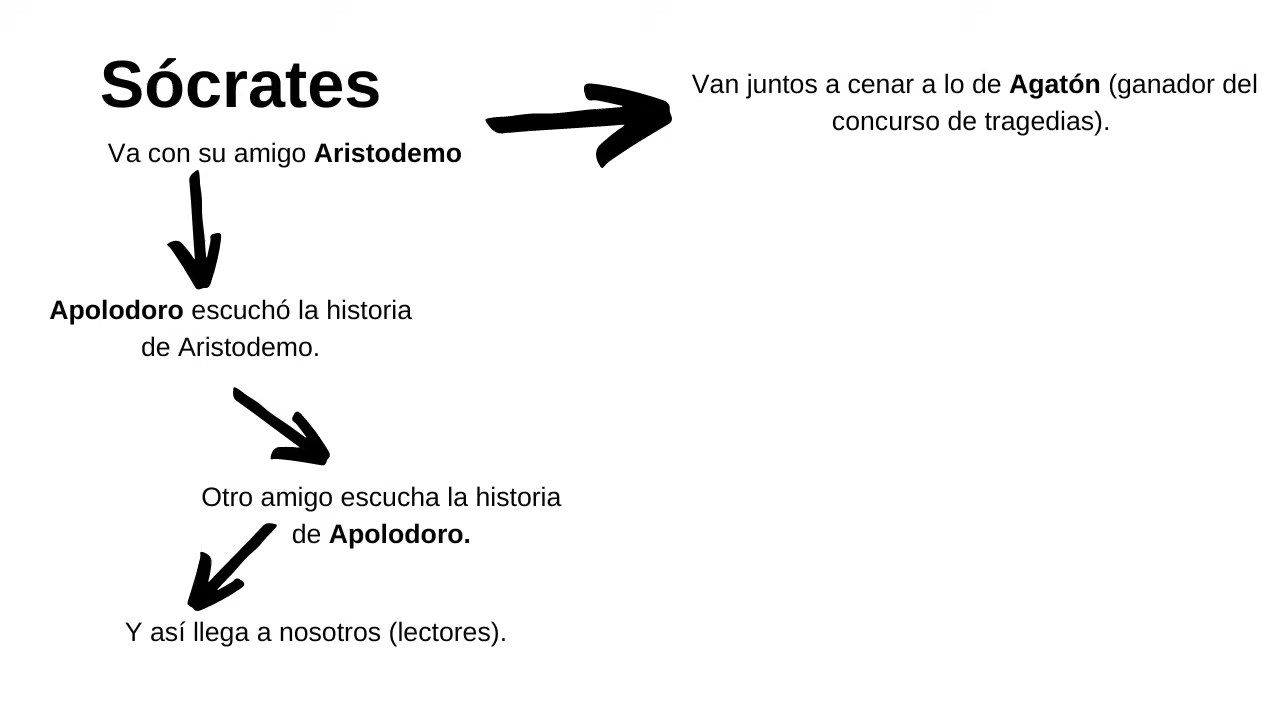 Sócrates
Va con su amigo Aristodemo
Van juntos a cenar a lo de Agatón (ganador del
concurso de tragedias).
Apolodoro escuchó la historia
de Aristodemo.
Otro amigo escucha la historia
de Apolodoro.
Y así llega a nosotros (lectores).